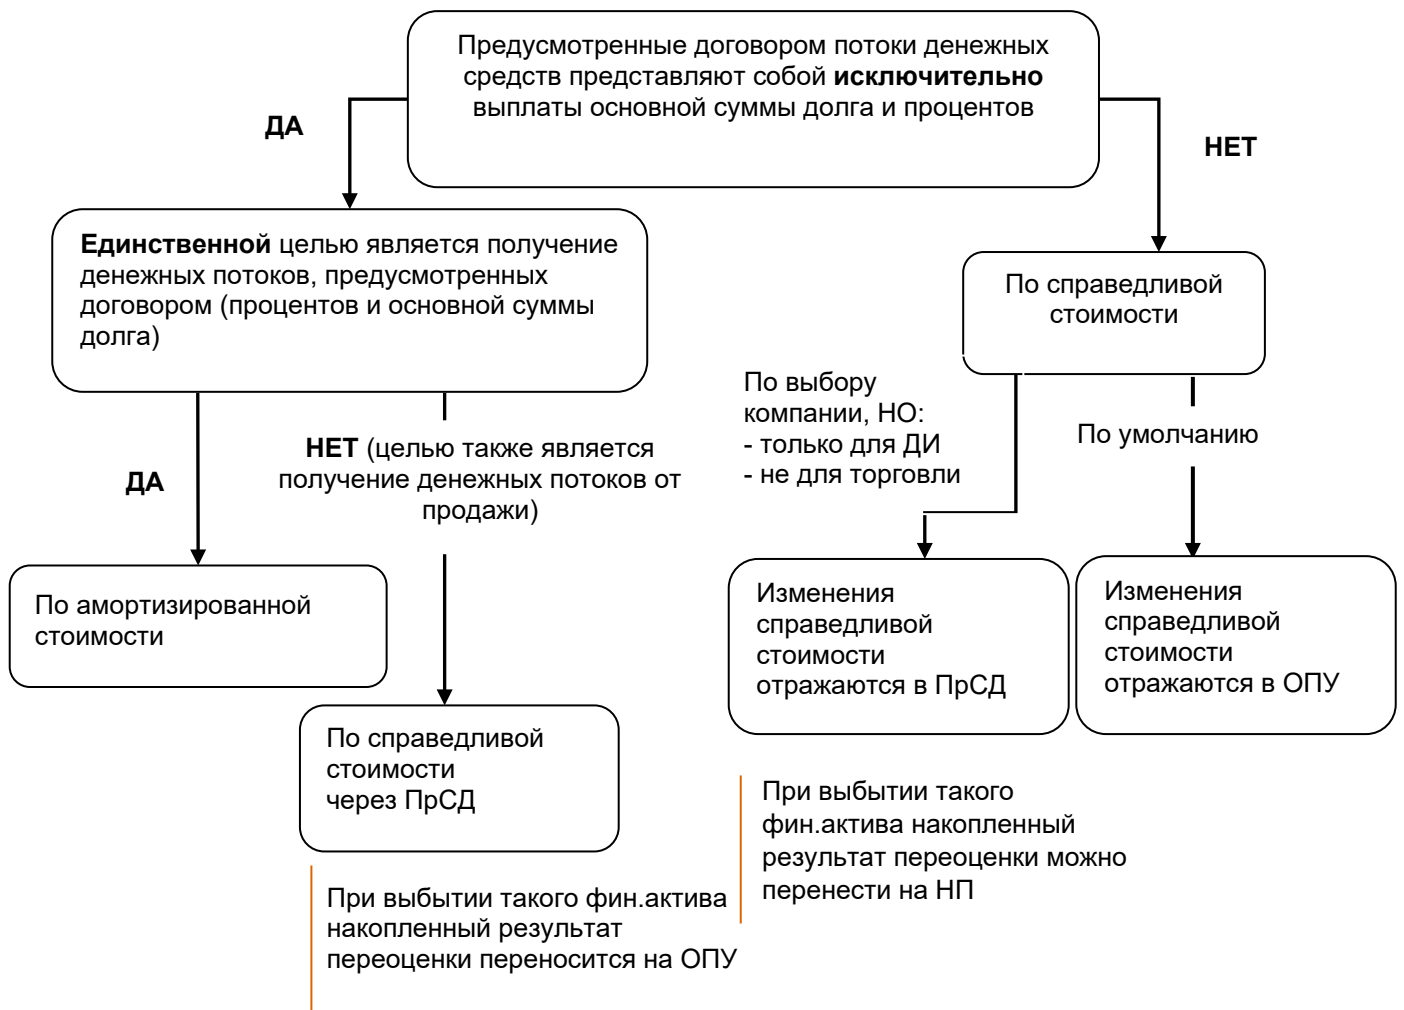 Предусмотренные договором потоки денежных
средств представляют собой исключительно
выплаты основной суммы долга и процентов
ДА
НЕТ
Единственной целью является получение
денежных потоков, предусмотренных
договором (процентов и основной суммы
долга)
По справедливой
стоимости
По выбору
компании, НО:
- только для ДИ
- не для торговли
По умолчанию
НЕТ (целью также является
получение денежных потоков от
продажи)
ДА
По амортизированной
стоимости
Изменения
справедливой
стоимости
отражаются в ПрСД
Изменения
справедливой
стоимости
отражаются в ОПУ
По справедливой
стоимости
через ПрСД
При выбытии такого
фин.актива накопленный
результат переоценки можно
перенести на НП
При выбытии такого фин.актива
накопленный результат
переоценки переносится на ОПУ